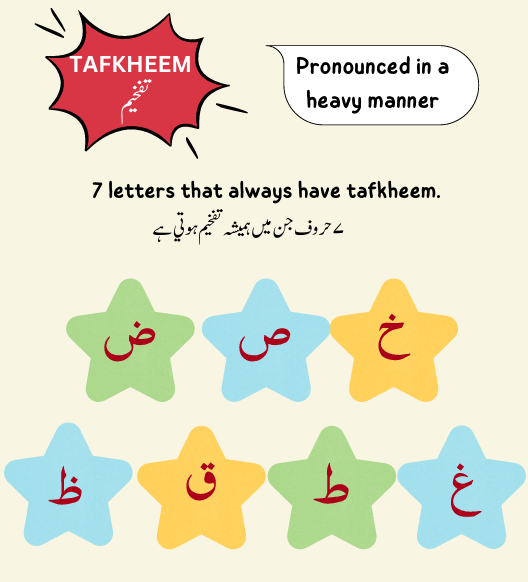 TAFKHEEM
تفخیم
Pronounced in a
heavy manner
7 letters that always have tafkheem.
۷ حروف جن میں ہمیشہ تفخیم ہوتی ہے
خ ص ض
غ ط ق ظ